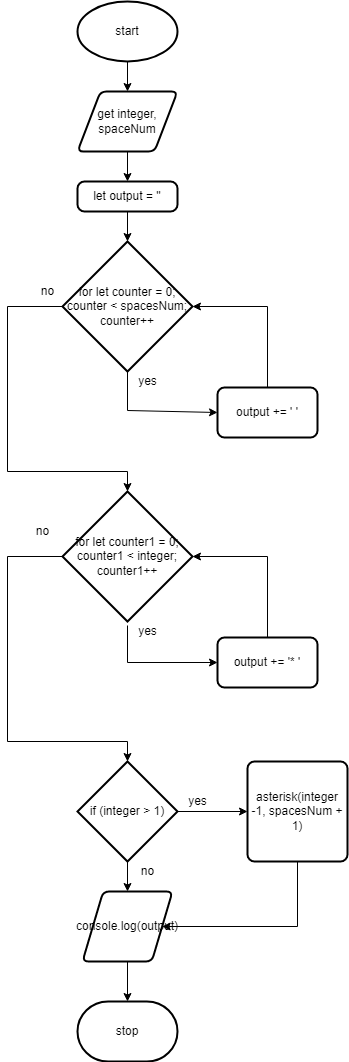 start
get integer,
spaceNum
let output = ''
no
for let counter = 0;
counter < spacesNum;
counter++
yes
output += ' '
no
for let counter1 = 0;
counter1 < integer;
counter1++
yes
output += '* '
if (integer > 1)
yes
asterisk(integer
-1, spacesNum +
1)
no
console.log(output)
stop